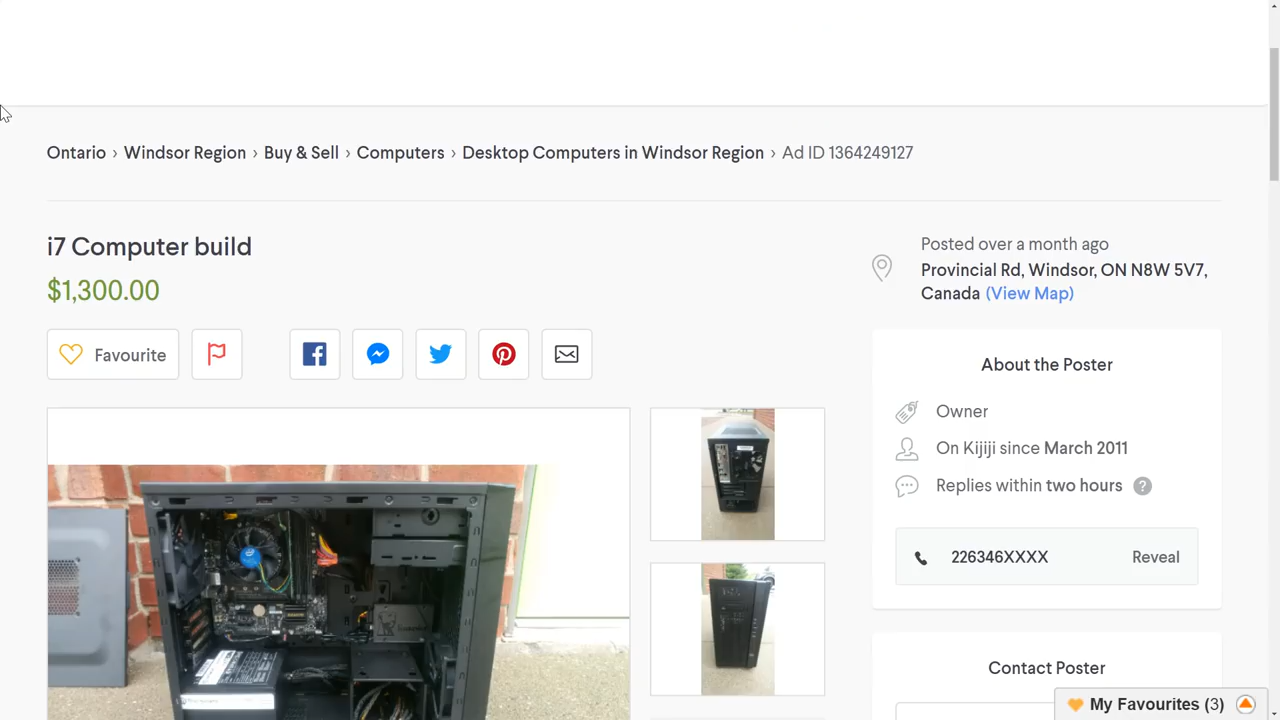 Ontario › Windsor Region › Buy & Sell › Computers › Desktop Computers in Windsor Region › Ad ID 1364249127
i7 Computer build
$1,300.00
Favourite
Posted over a month ago
Provincial Rd, Windsor, ON N8W 5V7,
Canada (View Map)
About the Poster
Owner
On Kijiji since March 2011
Replies within two hours ?
226346XXXX Reveal
Contact Poster
My Favourites (3)